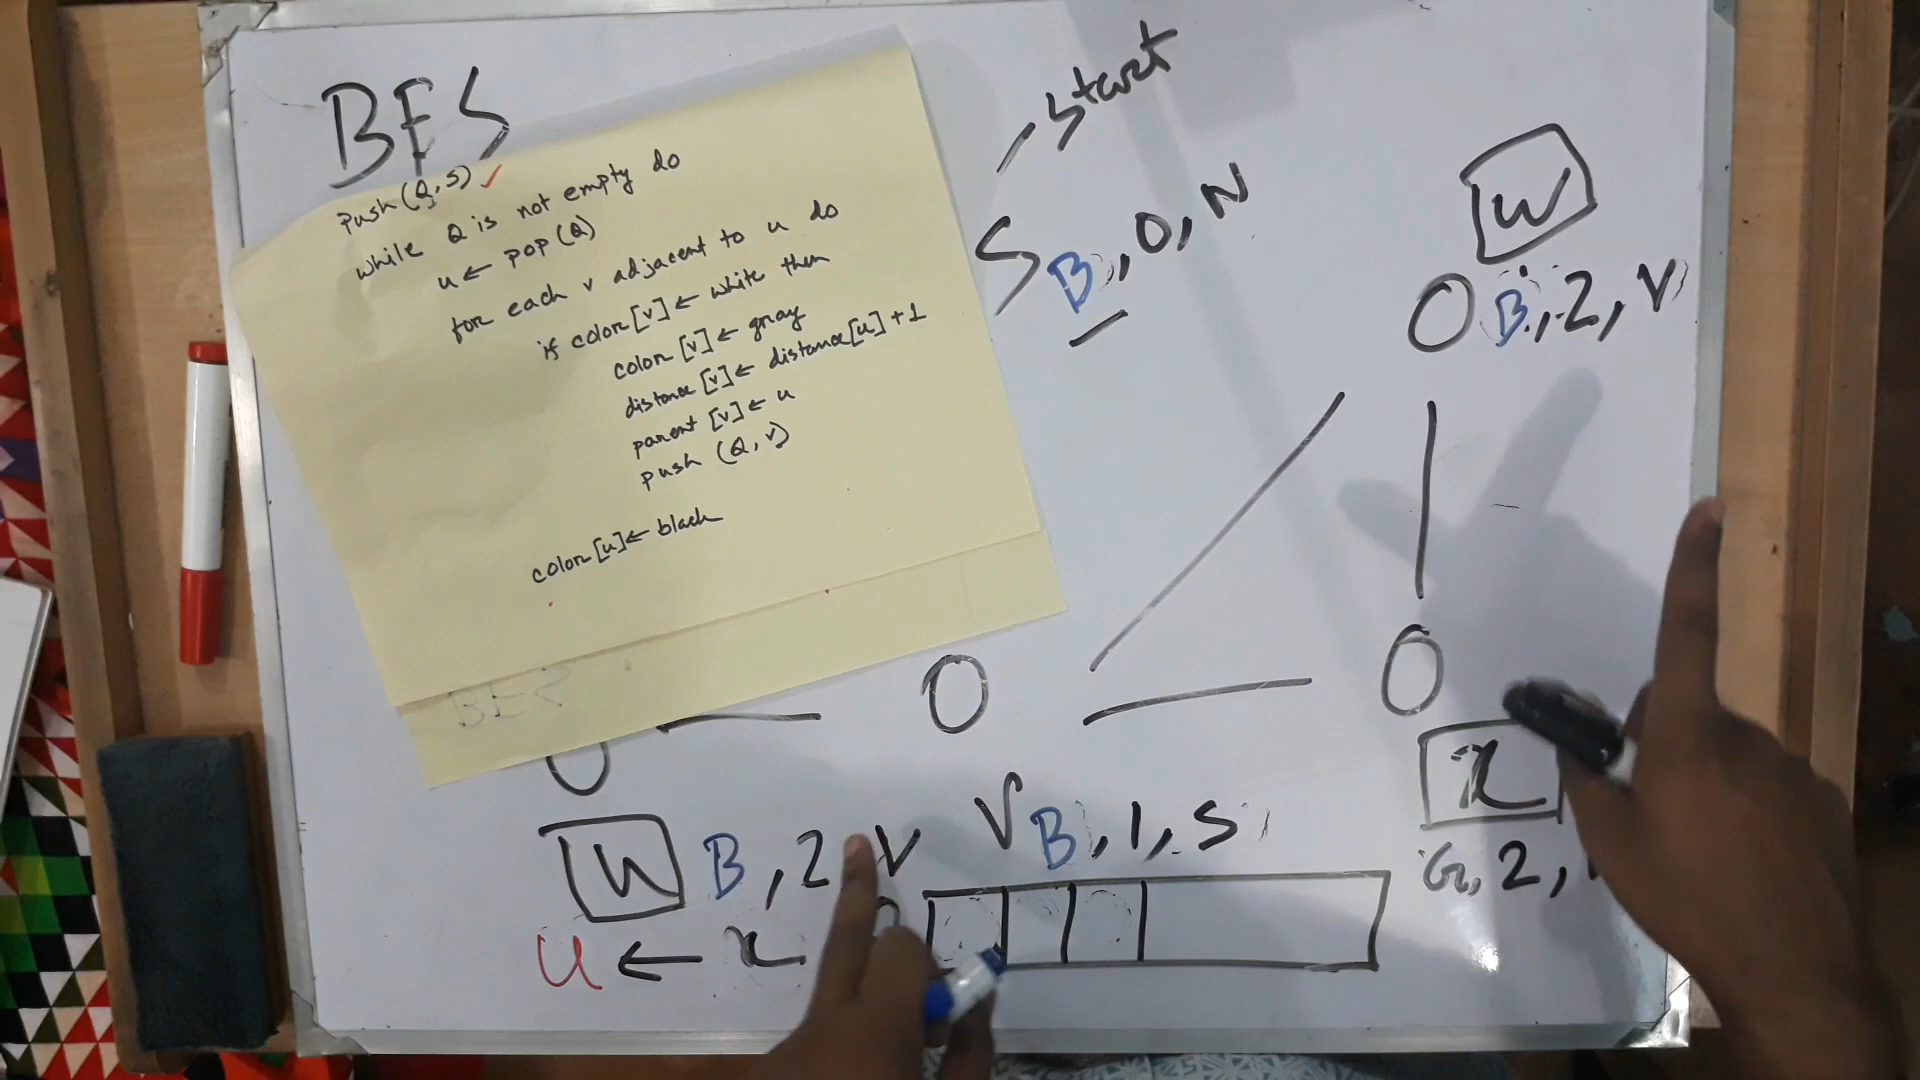 BFS
Push(Q,S) ✓
while Q is not empty do
u ← pop(Q)
for each v adjacent to u do
if color[v] ← white then
color[v] ← gray
distance[v] ← distance[u]+1
parent[v] ← u
push (Q,v)
color[u] ← black
start
S B, 0, N
w
O B, 2, V
O
O
x
G, 2,
u B, 2, V
V B, 1, S
u ← x